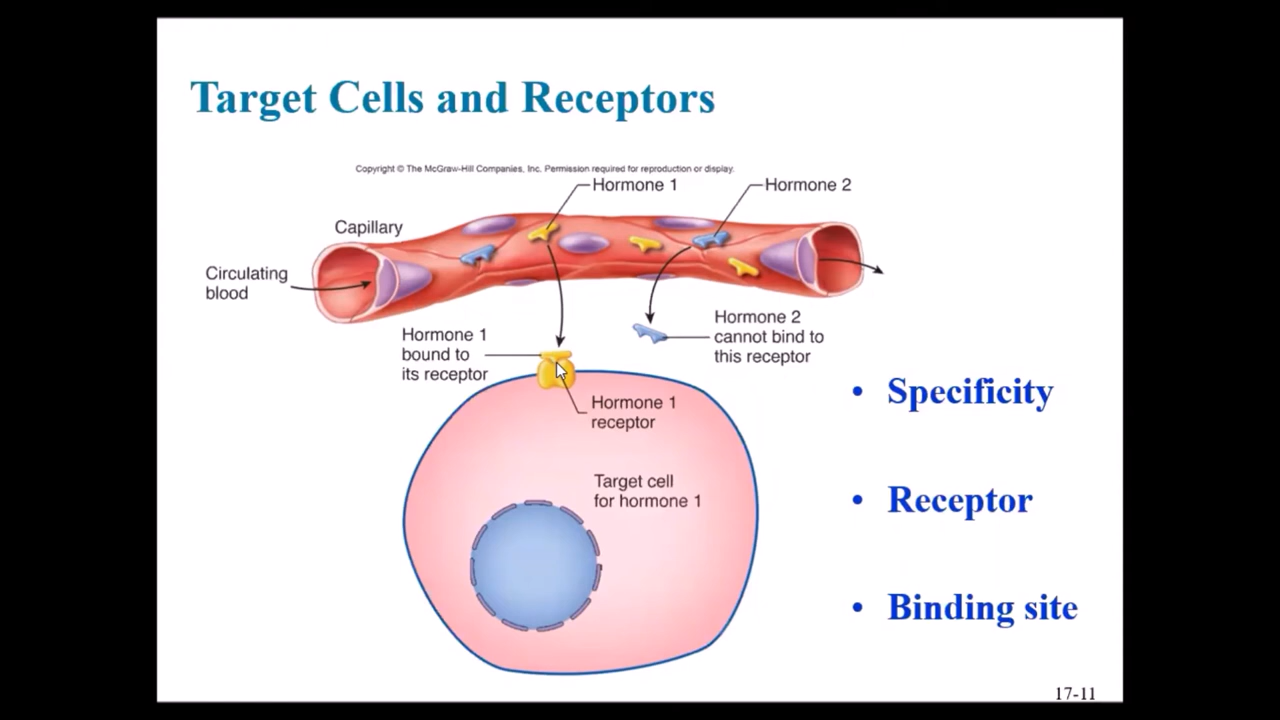 Target Cells and Receptors
Copyright © The McGraw-Hill Companies, Inc. Permission required for reproduction or display.
Hormone 1
Hormone 2
Capillary
Circulating
blood
Hormone 1
bound to
its receptor
Hormone 2
cannot bind to
this receptor
Hormone 1
receptor
Target cell
for hormone 1
• Specificity
• Receptor
• Binding site
17-11